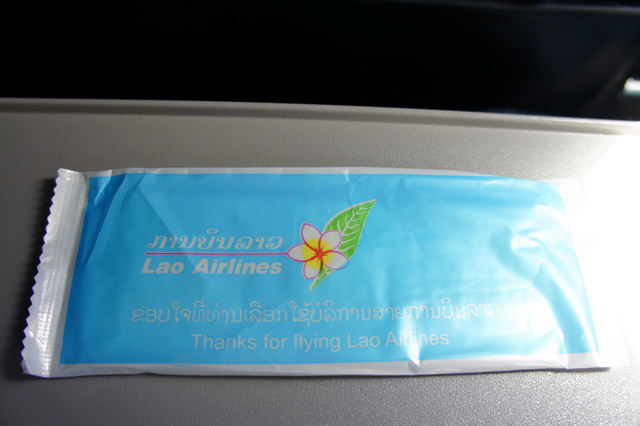 ການບິນລາວ
Lao Airlines
ຂອບໃຈທີ່ທ່ານເລືອກໃຊ້ບໍລິການສາຍການບິນລາວ
Thanks for flying Lao Airlines